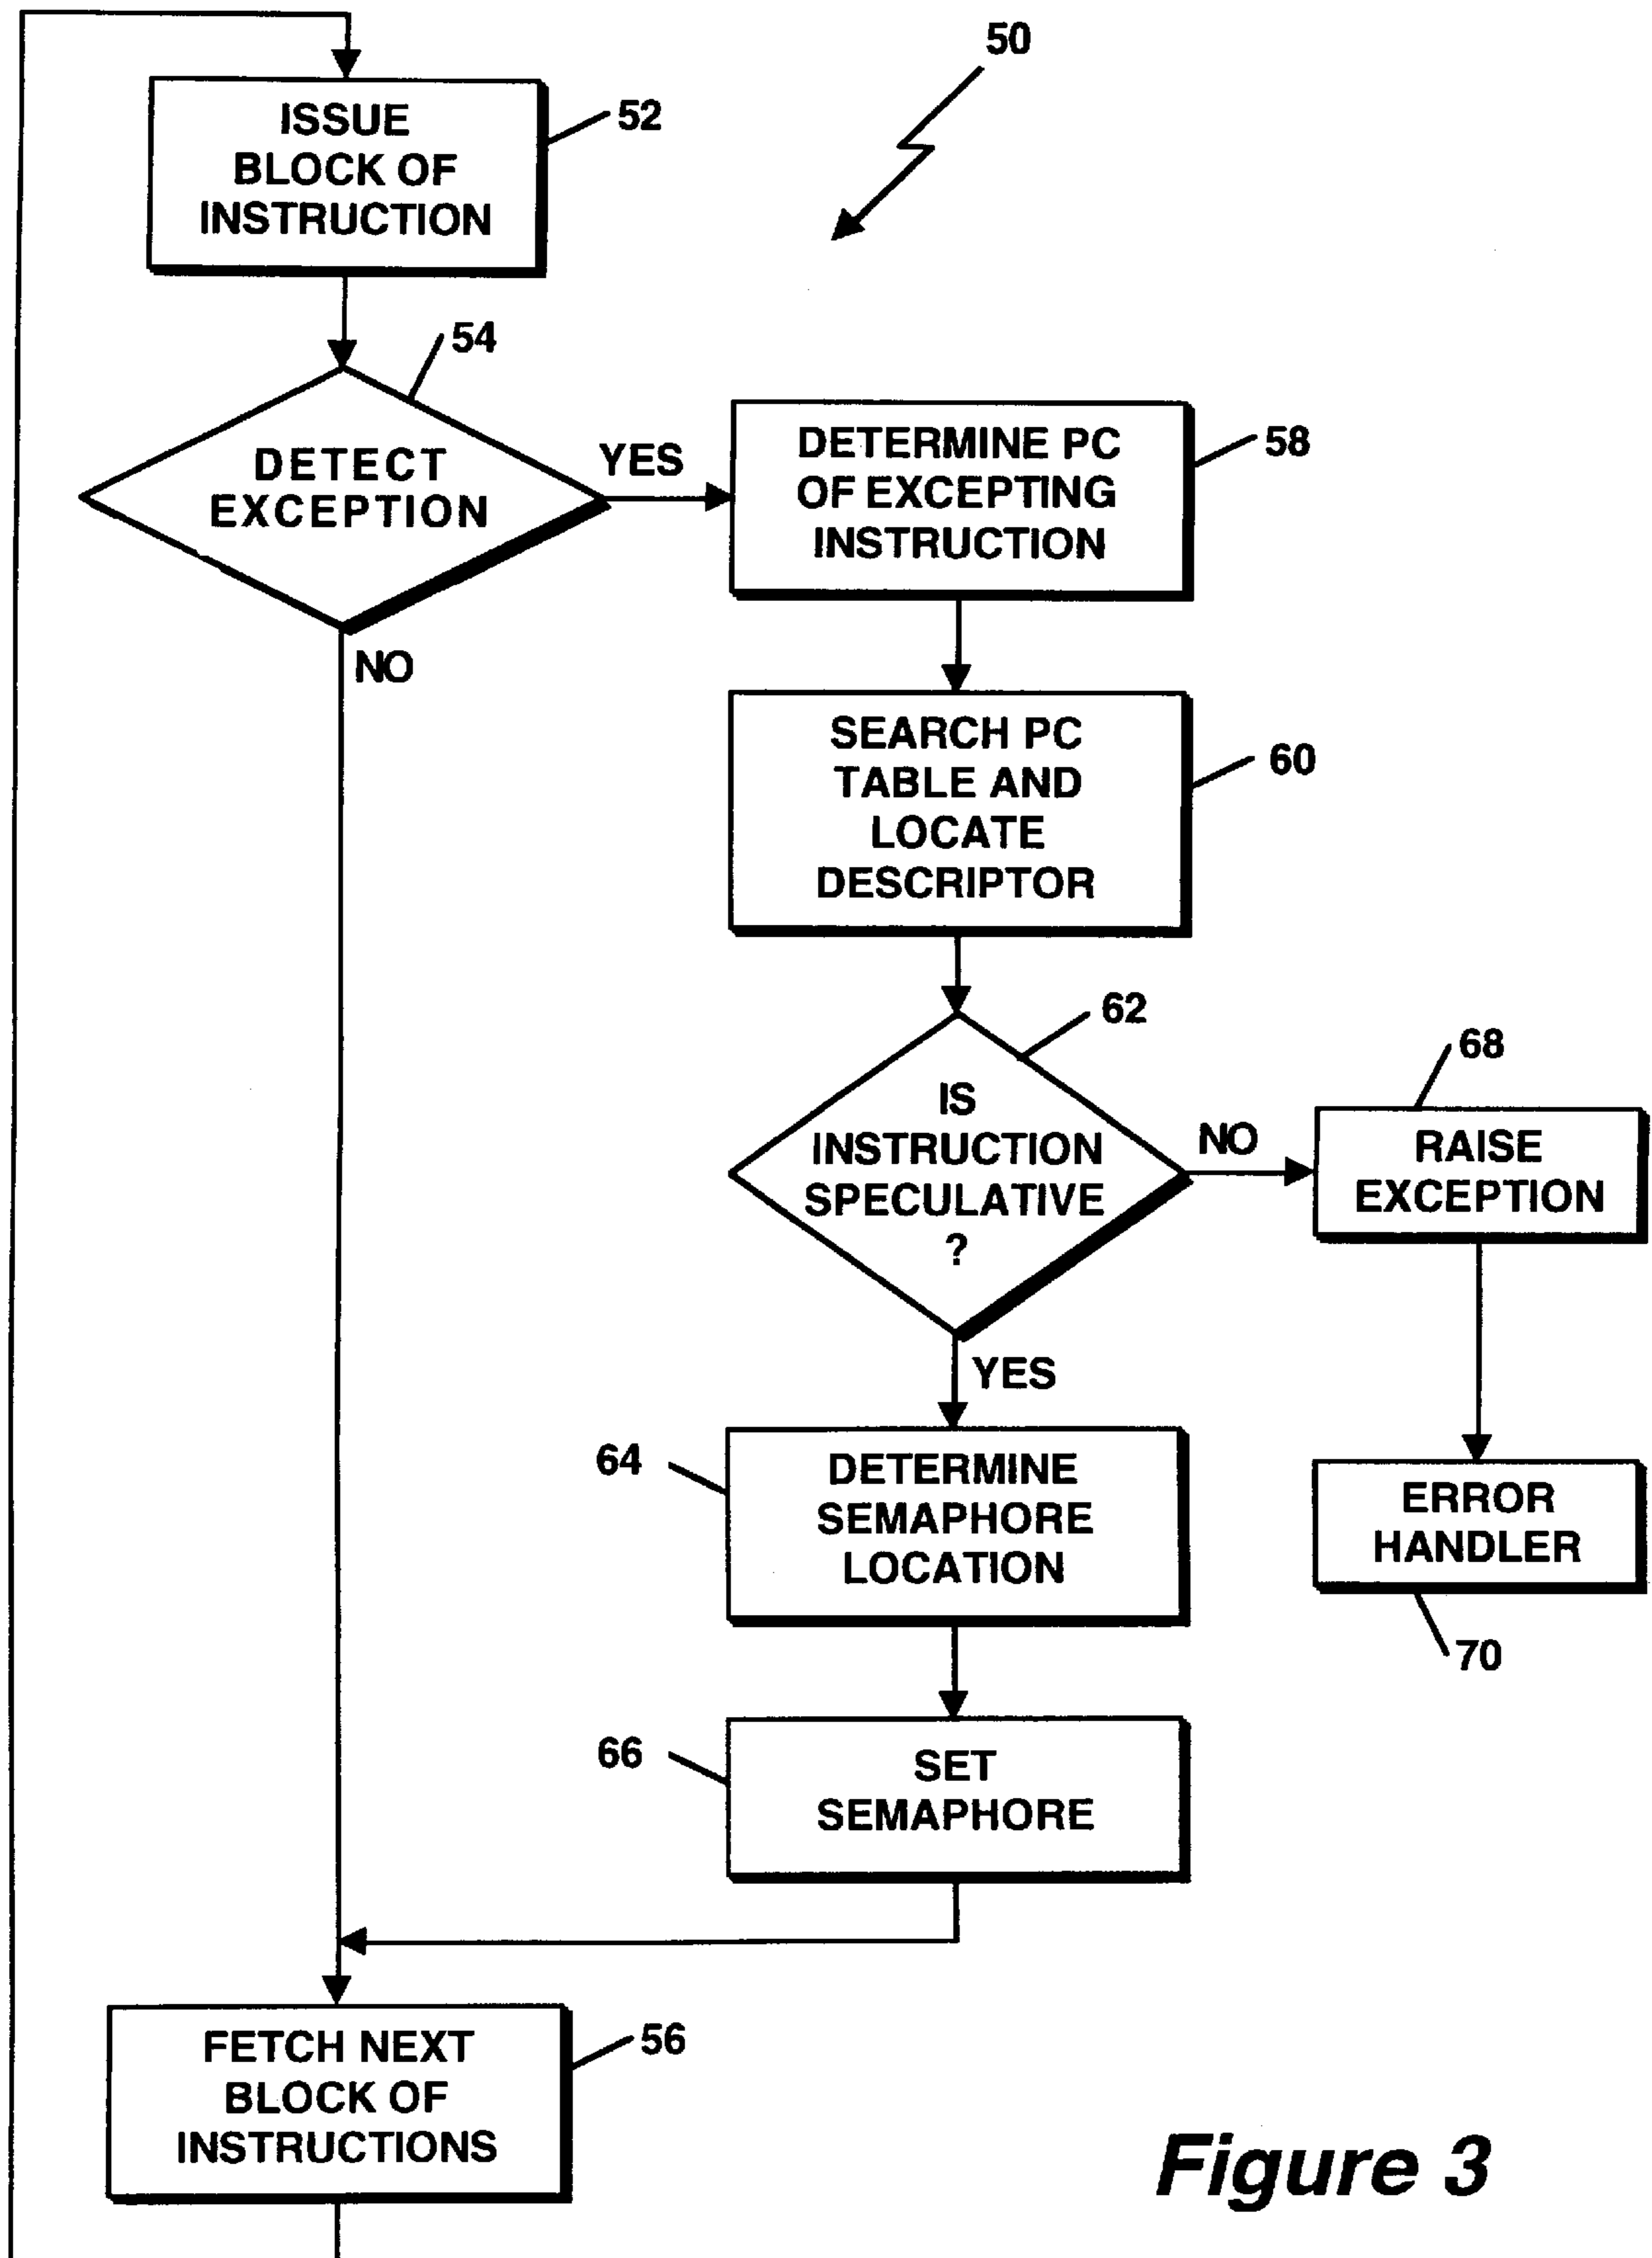 50
ISSUE
BLOCK OF
INSTRUCTION
52
54
DETECT
EXCEPTION
YES
NO
DETERMINE PC
OF EXCEPTING
INSTRUCTION
58
SEARCH PC
TABLE AND
LOCATE
DESCRIPTOR
60
62
IS
INSTRUCTION
SPECULATIVE
?
NO
68
RAISE
EXCEPTION
YES
64
DETERMINE
SEMAPHORE
LOCATION
ERROR
HANDLER
70
66
SET
SEMAPHORE
FETCH NEXT
BLOCK OF
INSTRUCTIONS
56
Figure 3